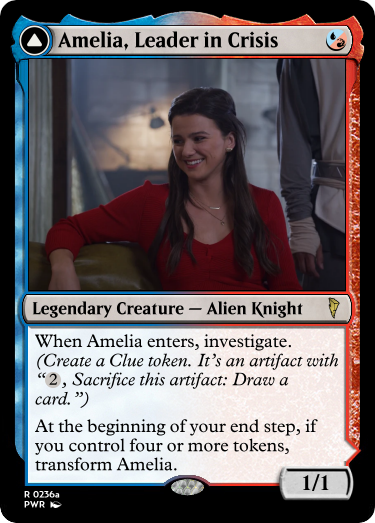 Amelia, Leader in Crisis
Legendary Creature — Alien Knight
When Amelia enters, investigate.
(Create a Clue token. It's an artifact with
“2, Sacrifice this artifact: Draw a
card.”)
At the beginning of your end step, if
you control four or more tokens,
transform Amelia.
1/1
R 0236a
PWR